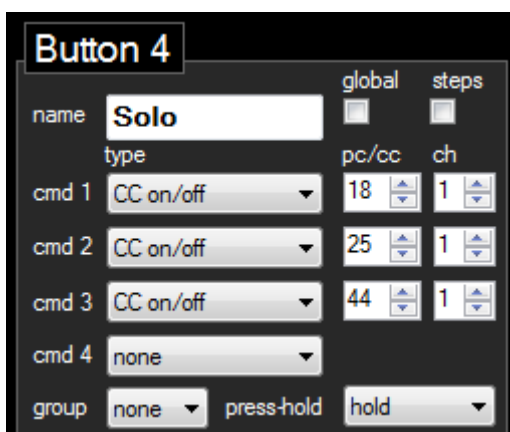 Button 4
global steps
name Solo
type pc/cc ch
cmd 1 CC on/off 18 1
cmd 2 CC on/off 25 1
cmd 3 CC on/off 44 1
cmd 4 none
group none press-hold hold